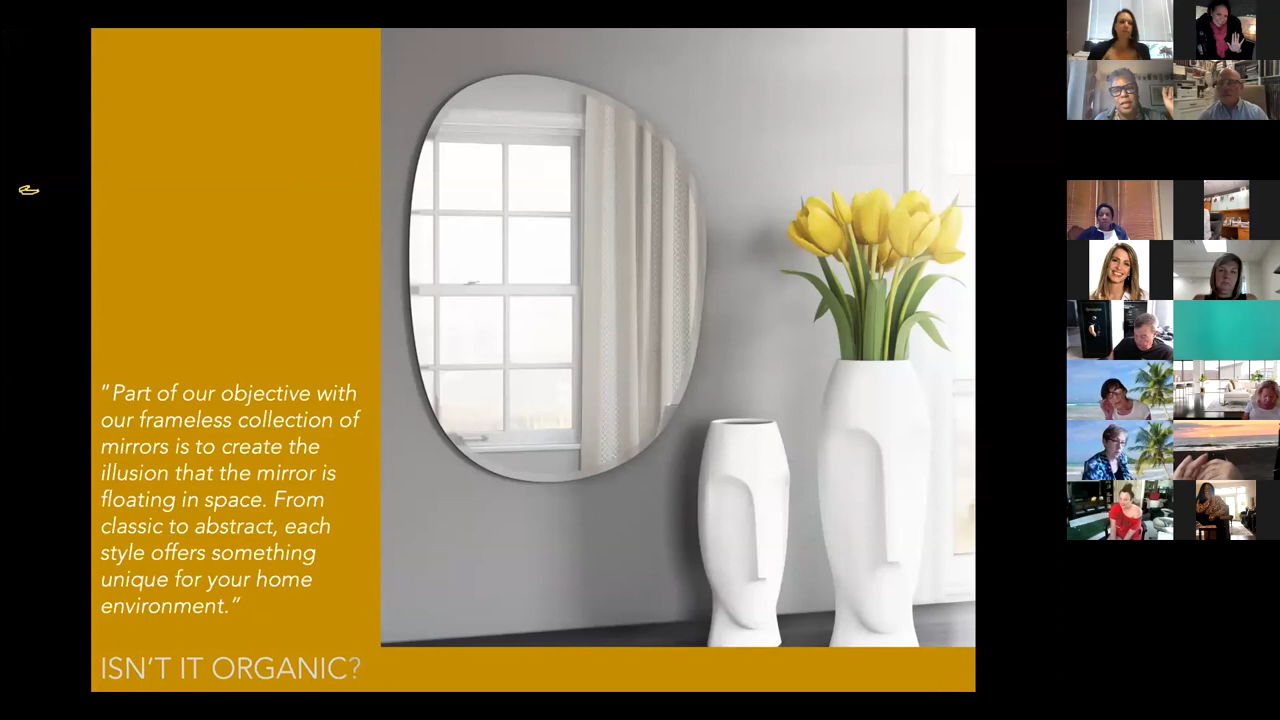 "Part of our objective with
our frameless collection of
mirrors is to create the
illusion that the mirror is
floating in space. From
classic to abstract, each
style offers something
unique for your home
environment."
ISN'T IT ORGANIC?